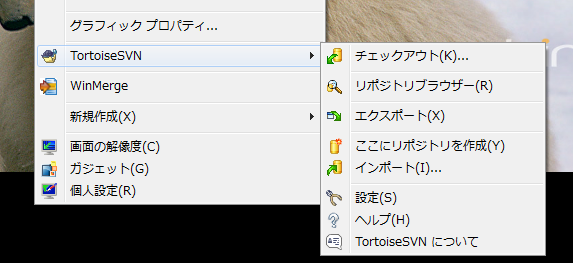 グラフィック プロパティ...
TortoiseSVN
WinMerge
新規作成(X)
画面の解像度(C)
ガジェット(G)
個人設定(R)
チェックアウト(K)...
リポジトリブラウザー(R)
エクスポート(X)
ここにリポジトリを作成(Y)
インポート(I)...
設定(S)
ヘルプ(H)
TortoiseSVN について